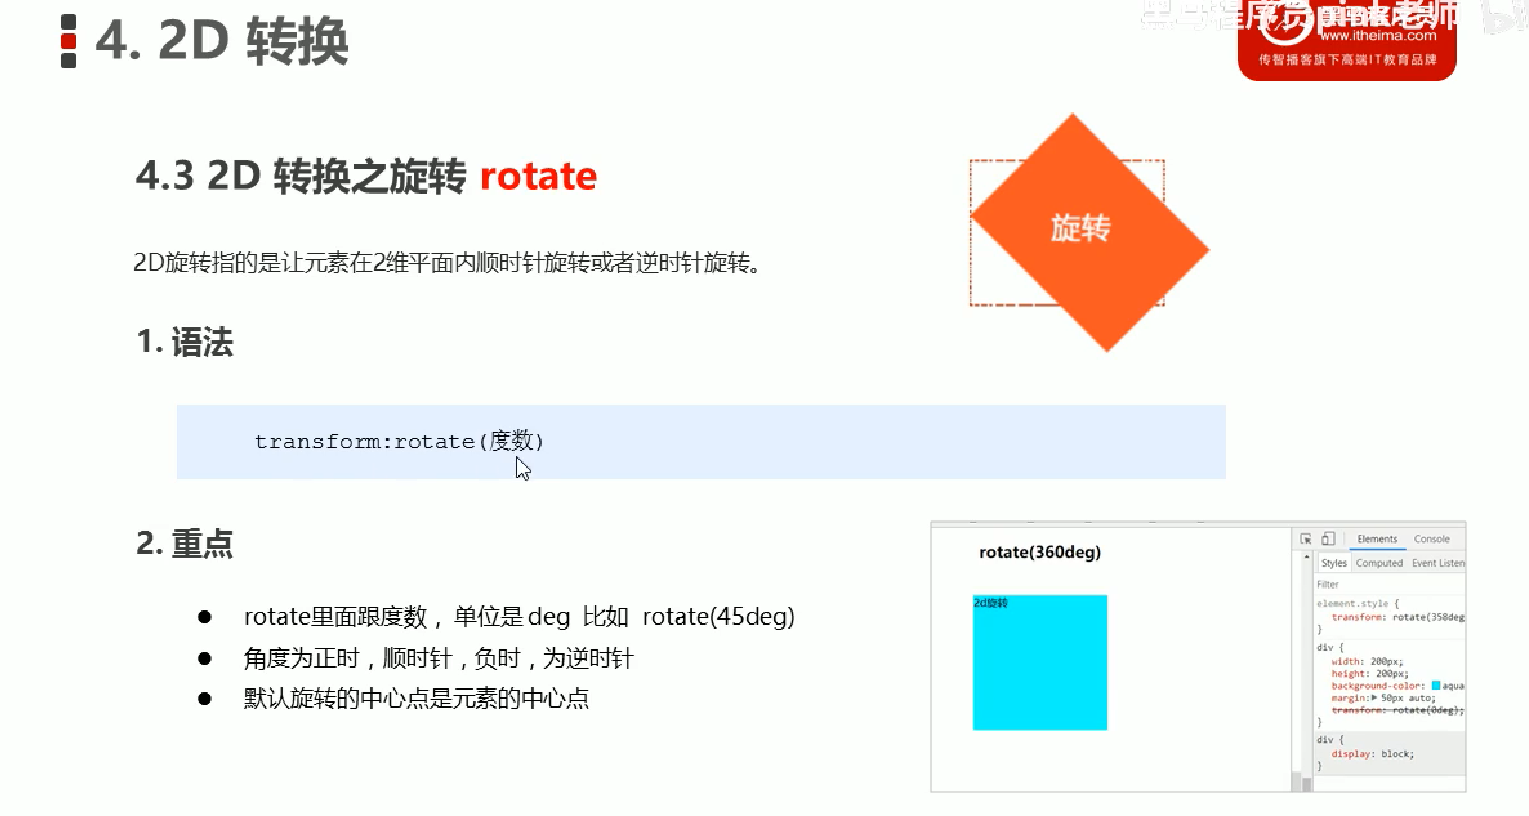 4. 2D 转换
www.itheima.com
传智播客旗下高端IT教育品牌
4.3 2D 转换之旋转 rotate
旋转
2D旋转指的是让元素在2维平面内顺时针旋转或者逆时针旋转。
1. 语法
transform:rotate(度数)
2. 重点
rotate里面跟度数，单位是 deg 比如 rotate(45deg)
角度为正时，顺时针，负时，为逆时针
默认旋转的中心点是元素的中心点
rotate(360deg)
2d旋转
Elements Console
Styles Computed Event Listen
Filter
element.style {
transform: rotate(358deg
}
div {
width: 200px;
height: 200px;
background-color: aqua
margin: 50px auto;
transform: rotate(0deg);
}
div {
display: block;
}